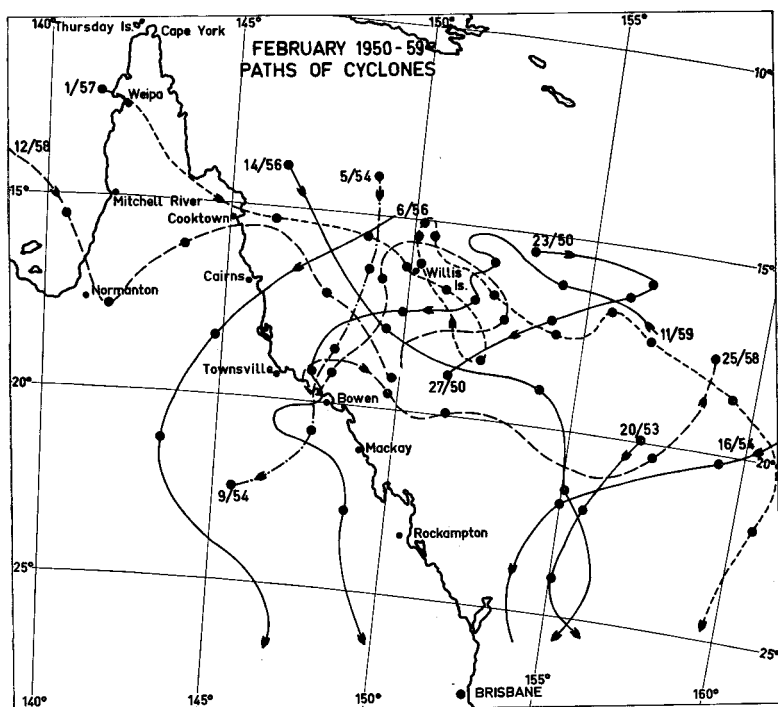 140° Thursday Is. Cape York 145° 150° 155°
FEBRUARY 1950-59
PATHS OF CYCLONES
10°
1/57 Weipa
12/58
14/56 5/54
15° Mitchell River 6/56
Cooktown 23/50
Willis Is. 15°
Cairns
Normanton
11/59
25/58
Townsville 27/50
20°
Bowen
20/53
16/54
Mackay 20°
9/54
Rockampton
25°
25°
140° 145° 150° 155° 160°
BRISBANE